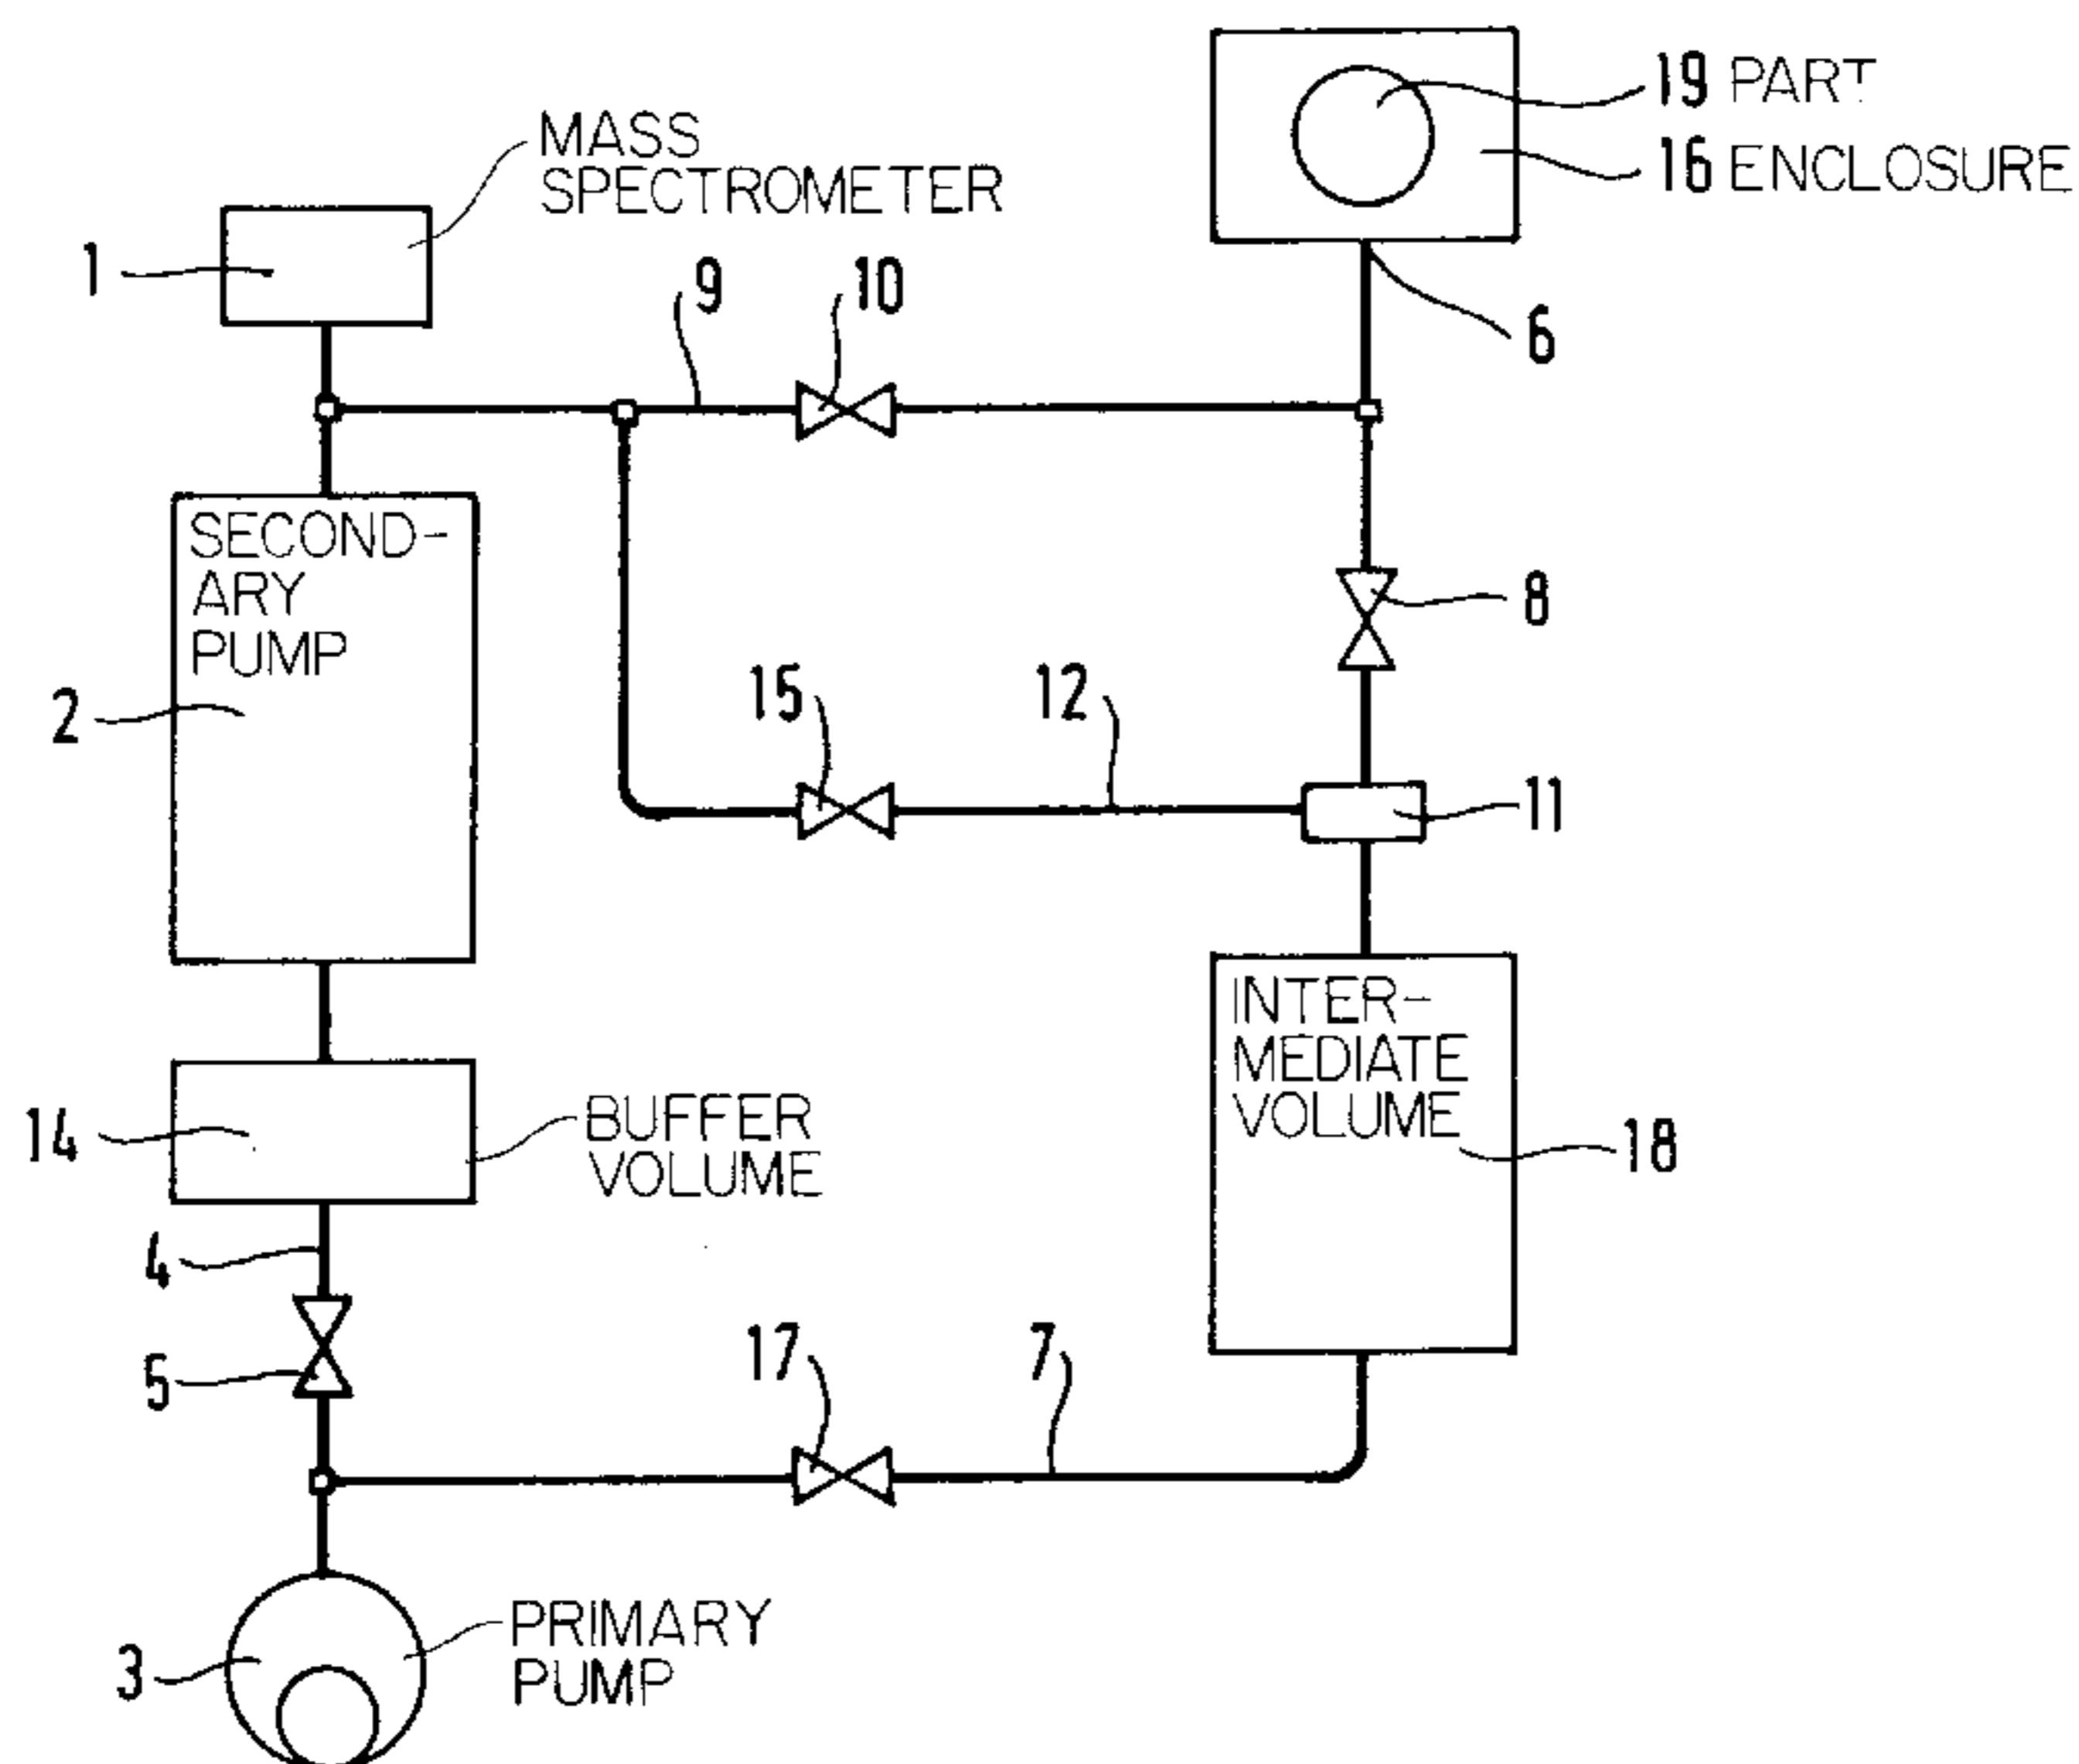 19 PART
MASS
SPECTROMETER
16 ENCLOSURE
1
9
10
6
SECOND-
ARY
PUMP
8
2
15
12
11
INTER-
MEDIATE
VOLUME
14
BUFFER
VOLUME
18
4
5
17
7
3
PRIMARY
PUMP